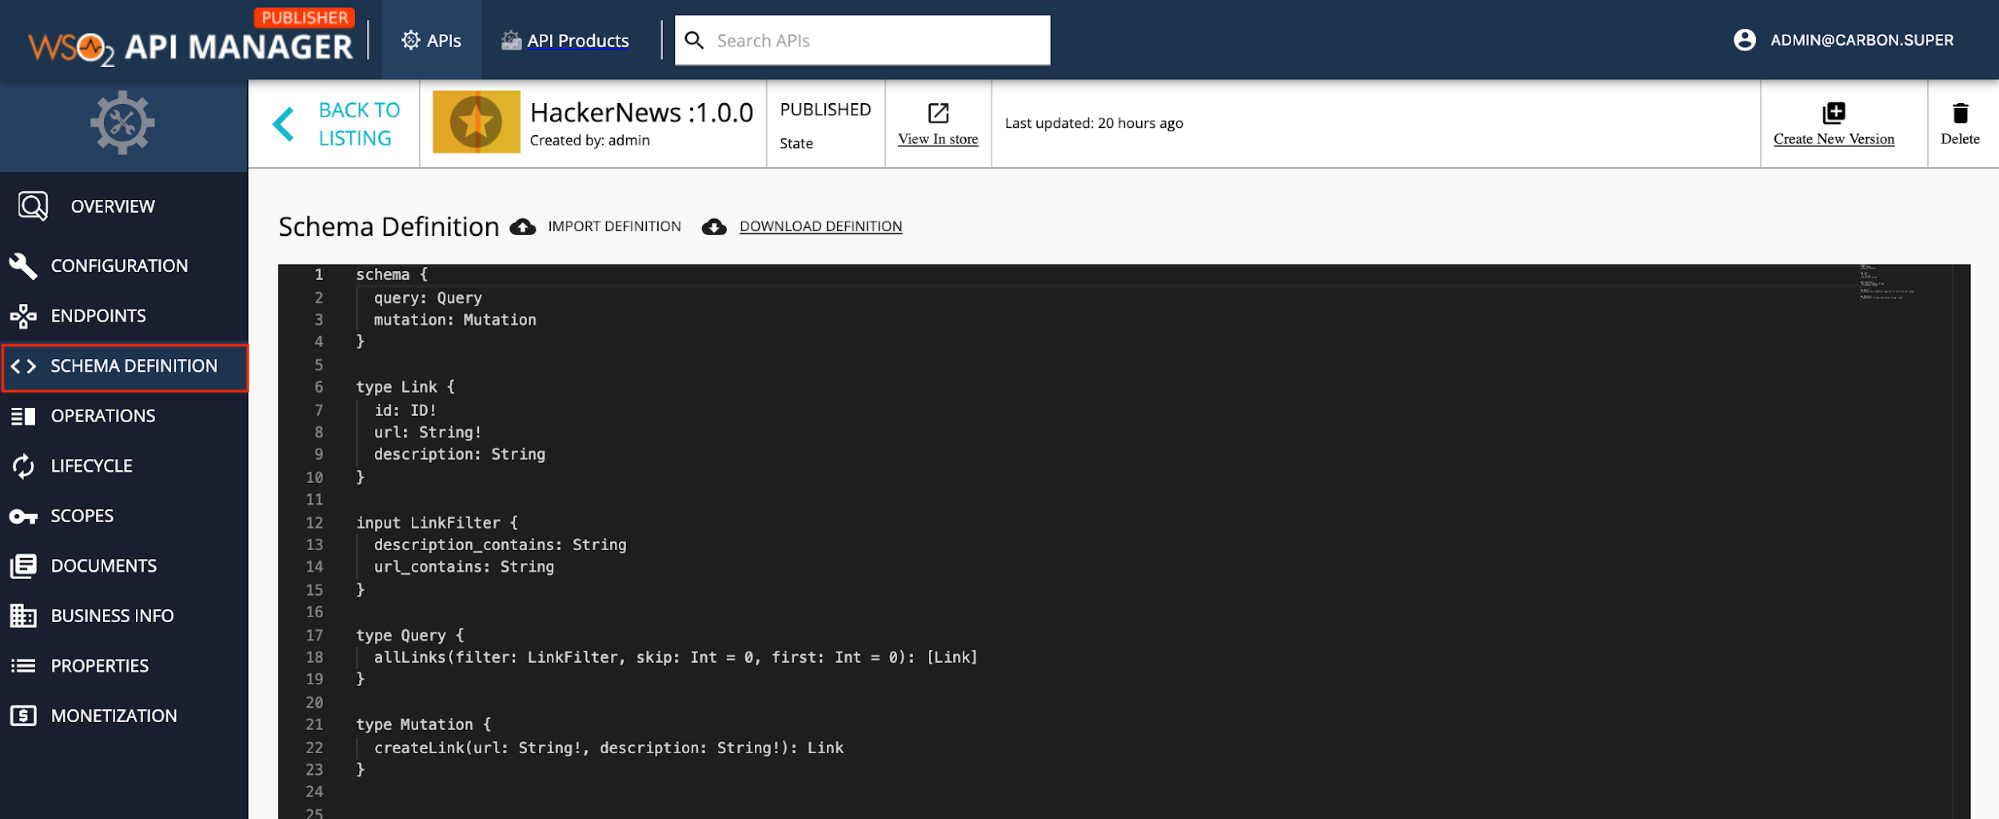 PUBLISHER
WSO2 API MANAGER
APIs
API Products
Search APIs
ADMIN@CARBON.SUPER
BACK TO
LISTING
HackerNews :1.0.0
Created by: admin
PUBLISHED
State
View In store
Last updated: 20 hours ago
Create New Version
Delete
OVERVIEW
CONFIGURATION
ENDPOINTS
SCHEMA DEFINITION
OPERATIONS
LIFECYCLE
SCOPES
DOCUMENTS
BUSINESS INFO
PROPERTIES
MONETIZATION
Schema Definition
IMPORT DEFINITION
DOWNLOAD DEFINITION
1 schema {
2   query: Query
3   mutation: Mutation
4 }
5
6 type Link {
7   id: ID!
8   url: String!
9   description: String
10 }
11
12 input LinkFilter {
13   description_contains: String
14   url_contains: String
15 }
16
17 type Query {
18   allLinks(filter: LinkFilter, skip: Int = 0, first: Int = 0): [Link]
19 }
20
21 type Mutation {
22   createLink(url: String!, description: String!): Link
23 }
24
25